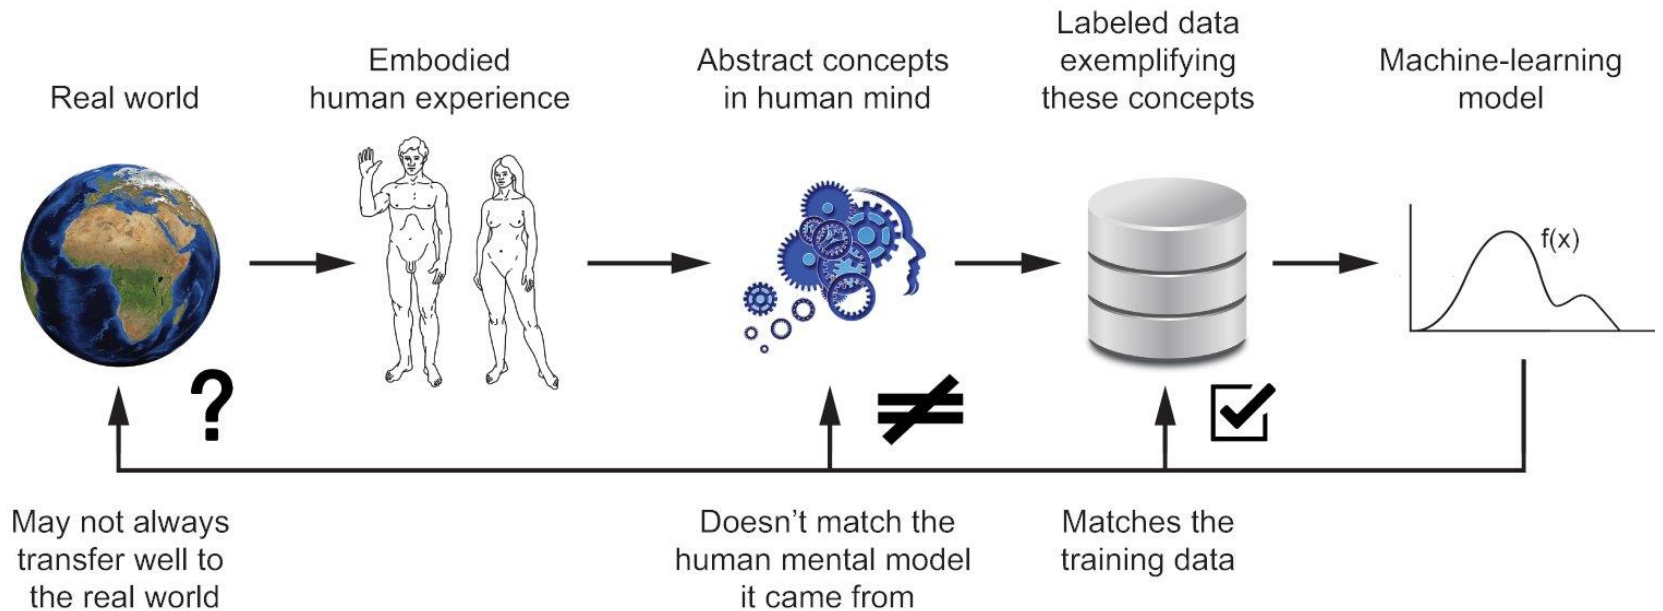 Real world
Embodied
human experience
Abstract concepts
in human mind
Labeled data
exemplifying
these concepts
Machine-learning
model
f(x)
?
≠
May not always
transfer well to
the real world
Doesn’t match the
human mental model
it came from
Matches the
training data